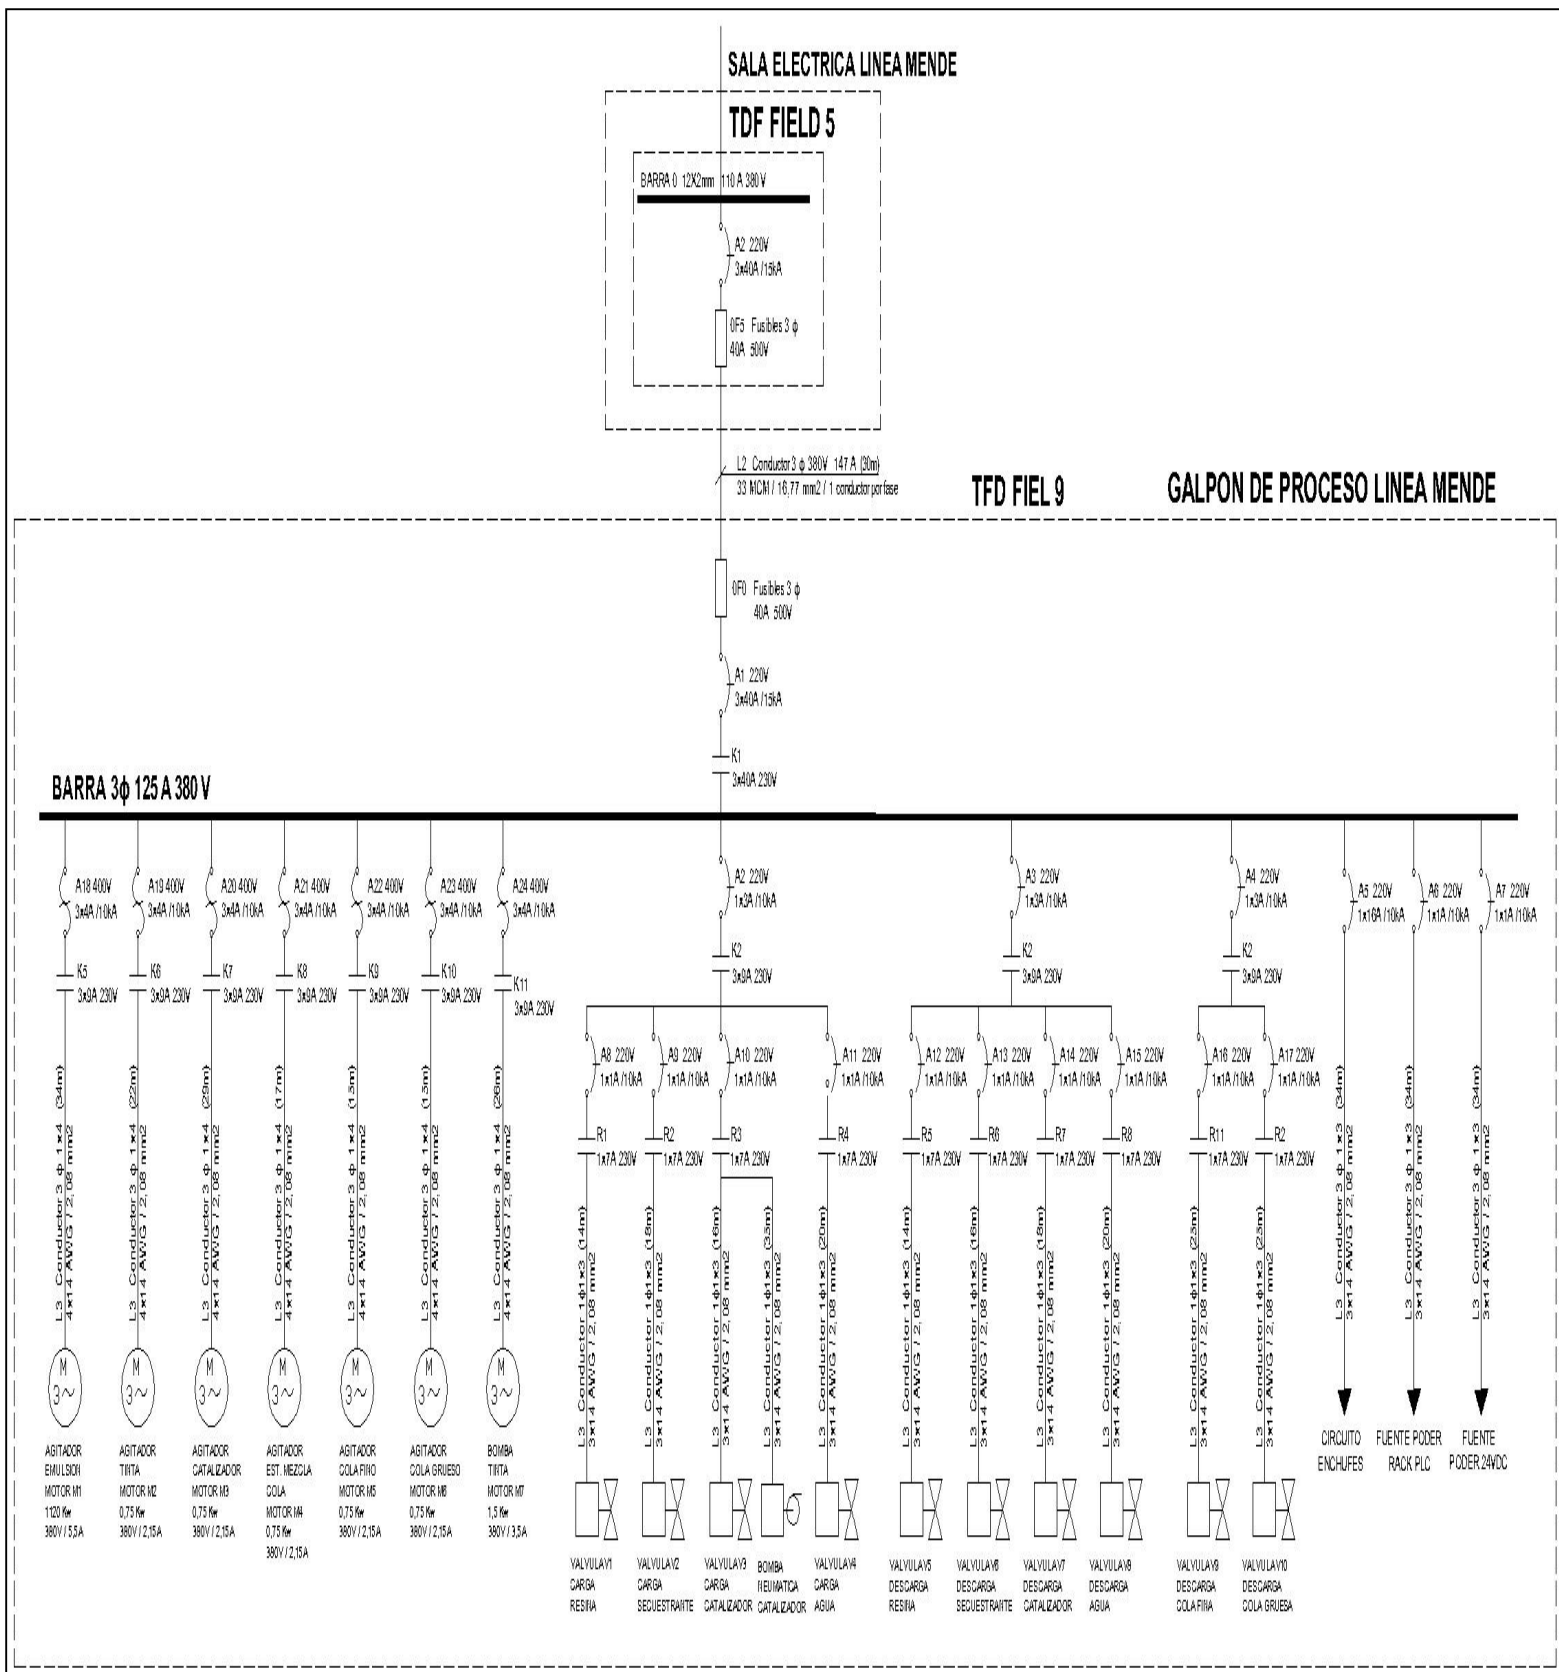 SALA ELECTRICA LINEA MENDE
TDF FIELD 5
BARRA 0 12X2mm 110 A 380 V
A2 220V
3x40A /15kA
0F5 Fusibles 3 ϕ
40A 500V
L2 Conductor 3 ϕ 380V 147 A (30m)
33 MCM / 16,77 mm2 / 1 conductor por fase
TFD FIEL 9
GALPON DE PROCESO LINEA MENDE
0F0 Fusibles 3 ϕ
40A 500V
A1 220V
3x40A /15kA
K1
3x40A 230V
BARRA 3ϕ 125 A 380 V
A18 400V
3x4A /10kA
A19 400V
3x4A /10kA
A20 400V
3x4A /10kA
A21 400V
3x4A /10kA
A22 400V
3x4A /10kA
A23 400V
3x4A /10kA
A24 400V
3x4A /10kA
A2 220V
1x3A /10kA
A3 220V
1x3A /10kA
A4 220V
1x3A /10kA
A5 220V
1x16A /10kA
A6 220V
1x1A /10kA
A7 220V
1x1A /10kA
K5
3x9A 230V
K6
3x9A 230V
K7
3x9A 230V
K8
3x9A 230V
K9
3x9A 230V
K10
3x9A 230V
K11
3x9A 230V
K2
3x9A 230V
K2
3x9A 230V
K2
3x9A 230V
A8 220V
1x1A /10kA
A9 220V
1x1A /10kA
A10 220V
1x1A /10kA
A11 220V
1x1A /10kA
A12 220V
1x1A /10kA
A13 220V
1x1A /10kA
A14 220V
1x1A /10kA
A15 220V
1x1A /10kA
A16 220V
1x1A /10kA
A17 220V
1x1A /10kA
R1
1x7A 230V
R2
1x7A 230V
R3
1x7A 230V
R4
1x7A 230V
R5
1x7A 230V
R6
1x7A 230V
R7
1x7A 230V
R8
1x7A 230V
R11
1x7A 230V
R2
1x7A 230V
L3 Conductor 3 ϕ 1x4 (34m)
4x14 AWG / 2,08 mm2
L3 Conductor 3 ϕ 1x4 (22m)
4x14 AWG / 2,08 mm2
L3 Conductor 3 ϕ 1x4 (29m)
4x14 AWG / 2,08 mm2
L3 Conductor 3 ϕ 1x4 (17m)
4x14 AWG / 2,08 mm2
L3 Conductor 3 ϕ 1x4 (15m)
4x14 AWG / 2,08 mm2
L3 Conductor 3 ϕ 1x4 (15m)
4x14 AWG / 2,08 mm2
L3 Conductor 3 ϕ 1x4 (26m)
4x14 AWG / 2,08 mm2
L3 Conductor 1ϕ1x3 (14m)
3x14 AWG / 2,08 mm2
L3 Conductor 1ϕ1x3 (18m)
3x14 AWG / 2,08 mm2
L3 Conductor 1ϕ1x3 (16m)
3x14 AWG / 2,08 mm2
L3 Conductor 1ϕ1x3 (33m)
3x14 AWG / 2,08 mm2
L3 Conductor 1ϕ1x3 (20m)
3x14 AWG / 2,08 mm2
L3 Conductor 1ϕ1x3 (14m)
3x14 AWG / 2,08 mm2
L3 Conductor 1ϕ1x3 (16m)
3x14 AWG / 2,08 mm2
L3 Conductor 1ϕ1x3 (18m)
3x14 AWG / 2,08 mm2
L3 Conductor 1ϕ1x3 (20m)
3x14 AWG / 2,08 mm2
L3 Conductor 1ϕ1x3 (23m)
3x14 AWG / 2,08 mm2
L3 Conductor 1ϕ1x3 (23m)
3x14 AWG / 2,08 mm2
L3 Conductor 3 ϕ 1x3 (34m)
3x14 AWG / 2,08 mm2
L3 Conductor 3 ϕ 1x3 (34m)
3x14 AWG / 2,08 mm2
L3 Conductor 3 ϕ 1x3 (34m)
3x14 AWG / 2,08 mm2
M
3~
M
3~
M
3~
M
3~
M
3~
M
3~
M
3~
AGITADOR
EMULSION
MOTOR M1
1120 Kw
380V / 5,5A
AGITADOR
TINTA
MOTOR M2
0,75 Kw
380V / 2,15A
AGITADOR
CATALIZADOR
MOTOR M3
0,75 Kw
380V / 2,15A
AGITADOR
EST. MEZCLA
COLA
MOTOR M4
0,75 Kw
380V / 2,15A
AGITADOR
COLA FINO
MOTOR M5
0,75 Kw
380V / 2,15A
AGITADOR
COLA GRUESO
MOTOR M6
0,75 Kw
380V / 2,15A
BOMBA
TINTA
MOTOR M7
1,5 Kw
380V / 3,5A
VALVULA V1
CARGA
RESINA
VALVULA V2
CARGA
SECUESTRANTE
VALVULA V3
CARGA
CATALIZADOR
BOMBA
NEUMATICA
CATALIZADOR
VALVULA V4
CARGA
AGUA
VALVULA V5
DESCARGA
RESINA
VALVULA V6
DESCARGA
SECUESTRANTE
VALVULA V7
DESCARGA
CATALIZADOR
VALVULA V8
DESCARGA
AGUA
VALVULA V9
DESCARGA
COLA FINA
VALVULA V10
DESCARGA
COLA GRUESA
CIRCUITO
ENCHUFES
FUENTE PODER
RACK PLC
FUENTE
PODER 24VDC